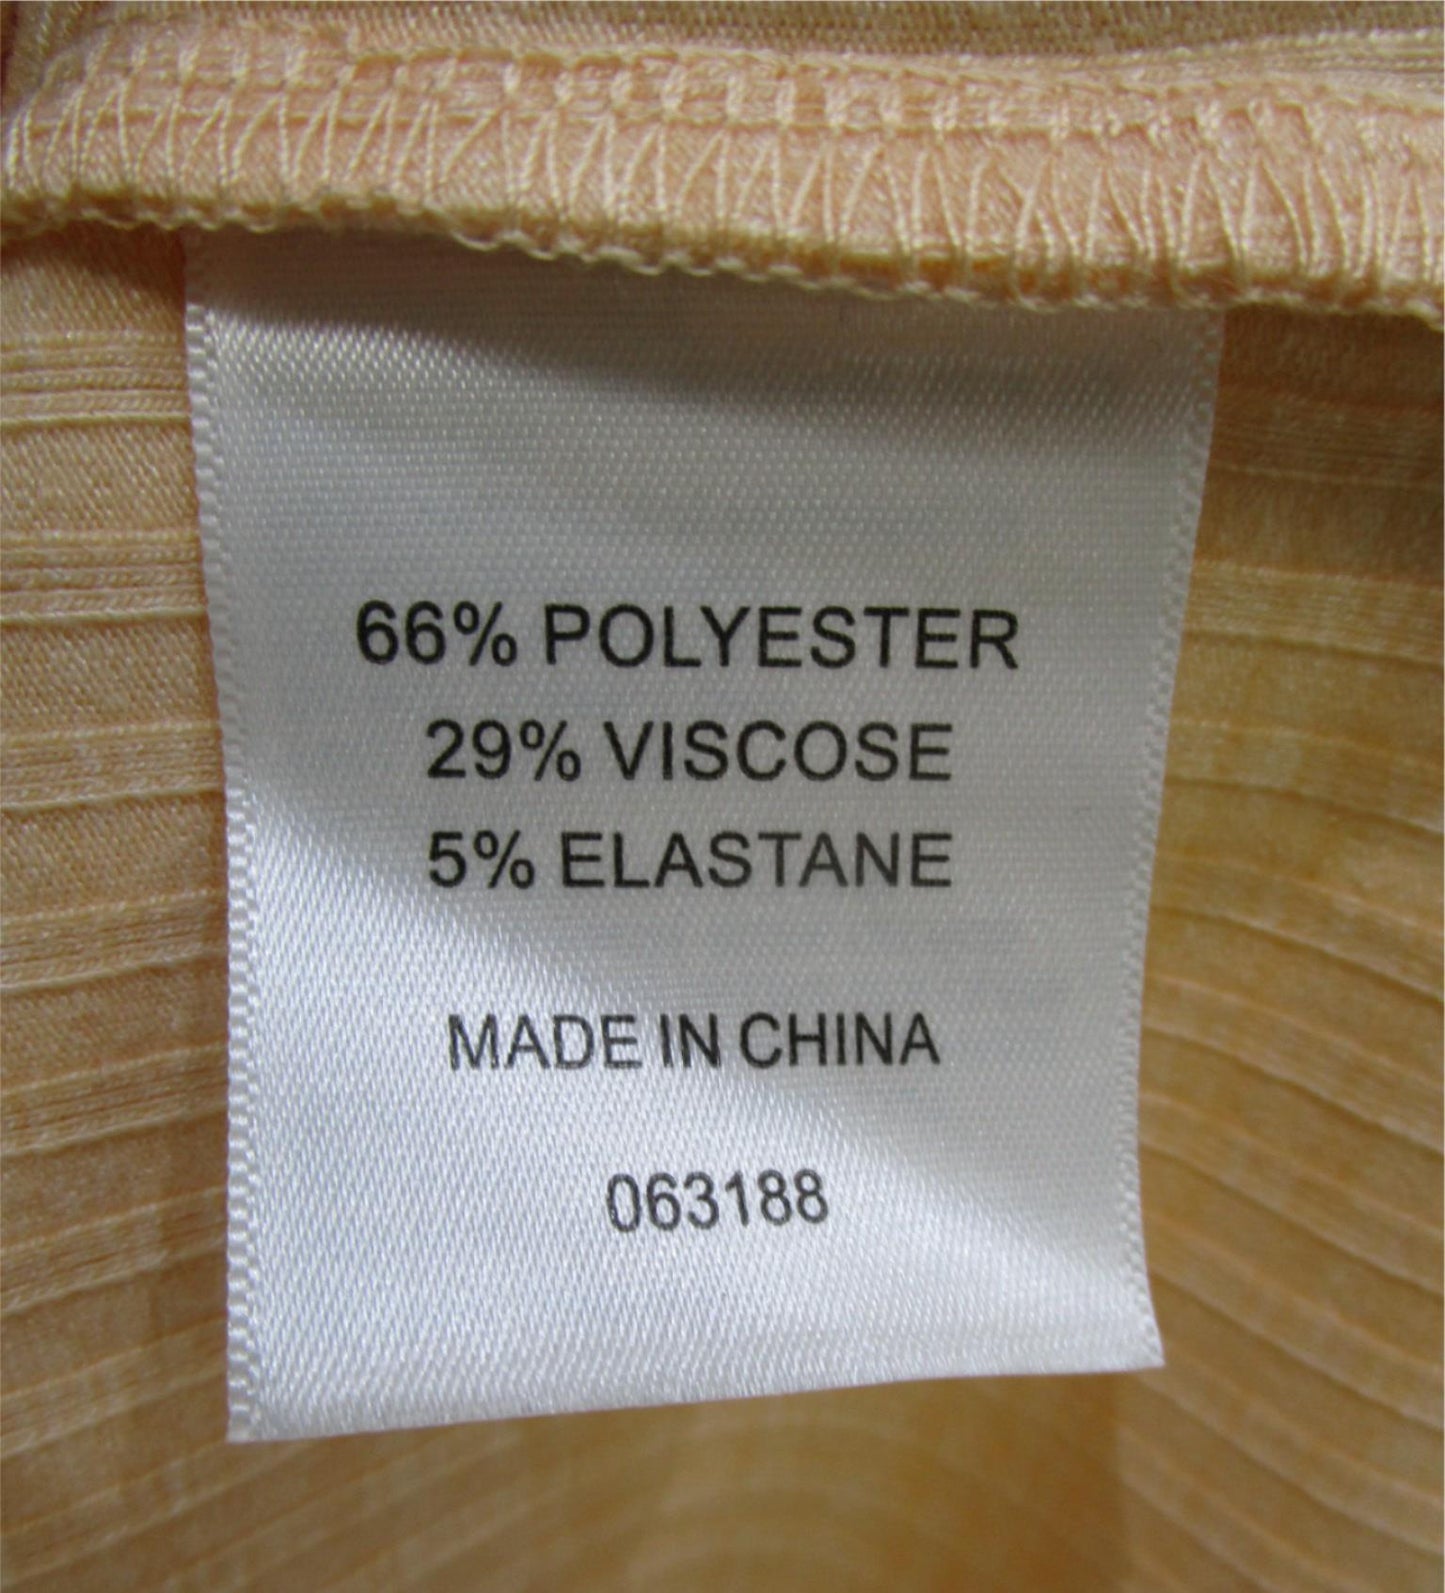 66% POLYESTER
29% VISCOSE
5% ELASTANE
MADE IN CHINA
063188